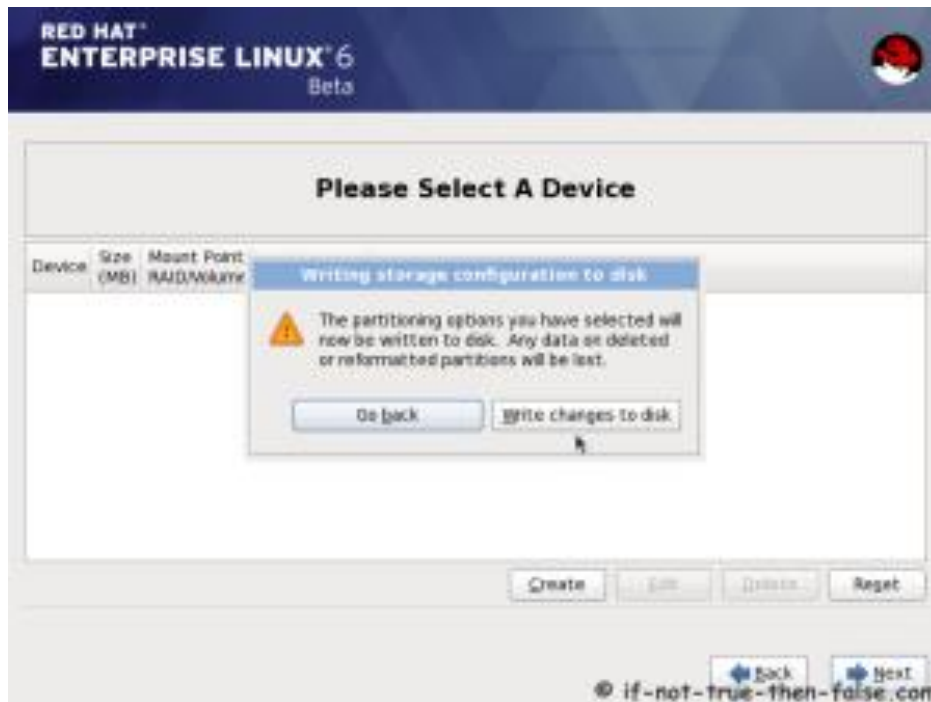 RED HAT
ENTERPRISE LINUX 6
Beta
Please Select A Device
Device
Size (MB)
Mount Point RAID/Volume
Writing storage configuration to disk
The partitioning options you have selected will
now be written to disk. Any data on deleted
or reformatted partitions will be lost.
Go back
Write changes to disk
Create
Edit
Delete
Reset
Back
Next
© if-not-true-then-false.com